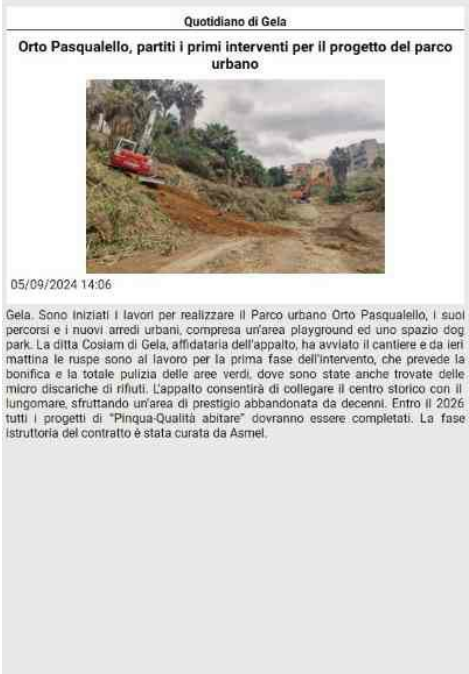 Quotidiano di Gela
Orto Pasqualello, partiti i primi interventi per il progetto del parco
urbano
05/09/2024 14:06
Gela. Sono iniziati i lavori per realizzare il Parco urbano Orto Pasqualello, i suoi
percorsi e i nuovi arredi urbani, compresa un'area playground ed uno spazio dog
park. La ditta Cosiam di Gela, affidataria dell'appalto, ha avviato il cantiere e da ieri
mattina le ruspe sono al lavoro per la prima fase dell'intervento, che prevede la
bonifica e la totale pulizia delle aree verdi, dove sono state anche trovate delle
micro discariche di rifiuti. L'appalto consentirà di collegare il centro storico con il
lungomare, sfruttando un'area di prestigio abbandonata da decenni. Entro il 2026
tutti i progetti di "Pinqua-Qualità abitare" dovranno essere completati. La fase
istruttoria del contratto è stata curata da Asmel.